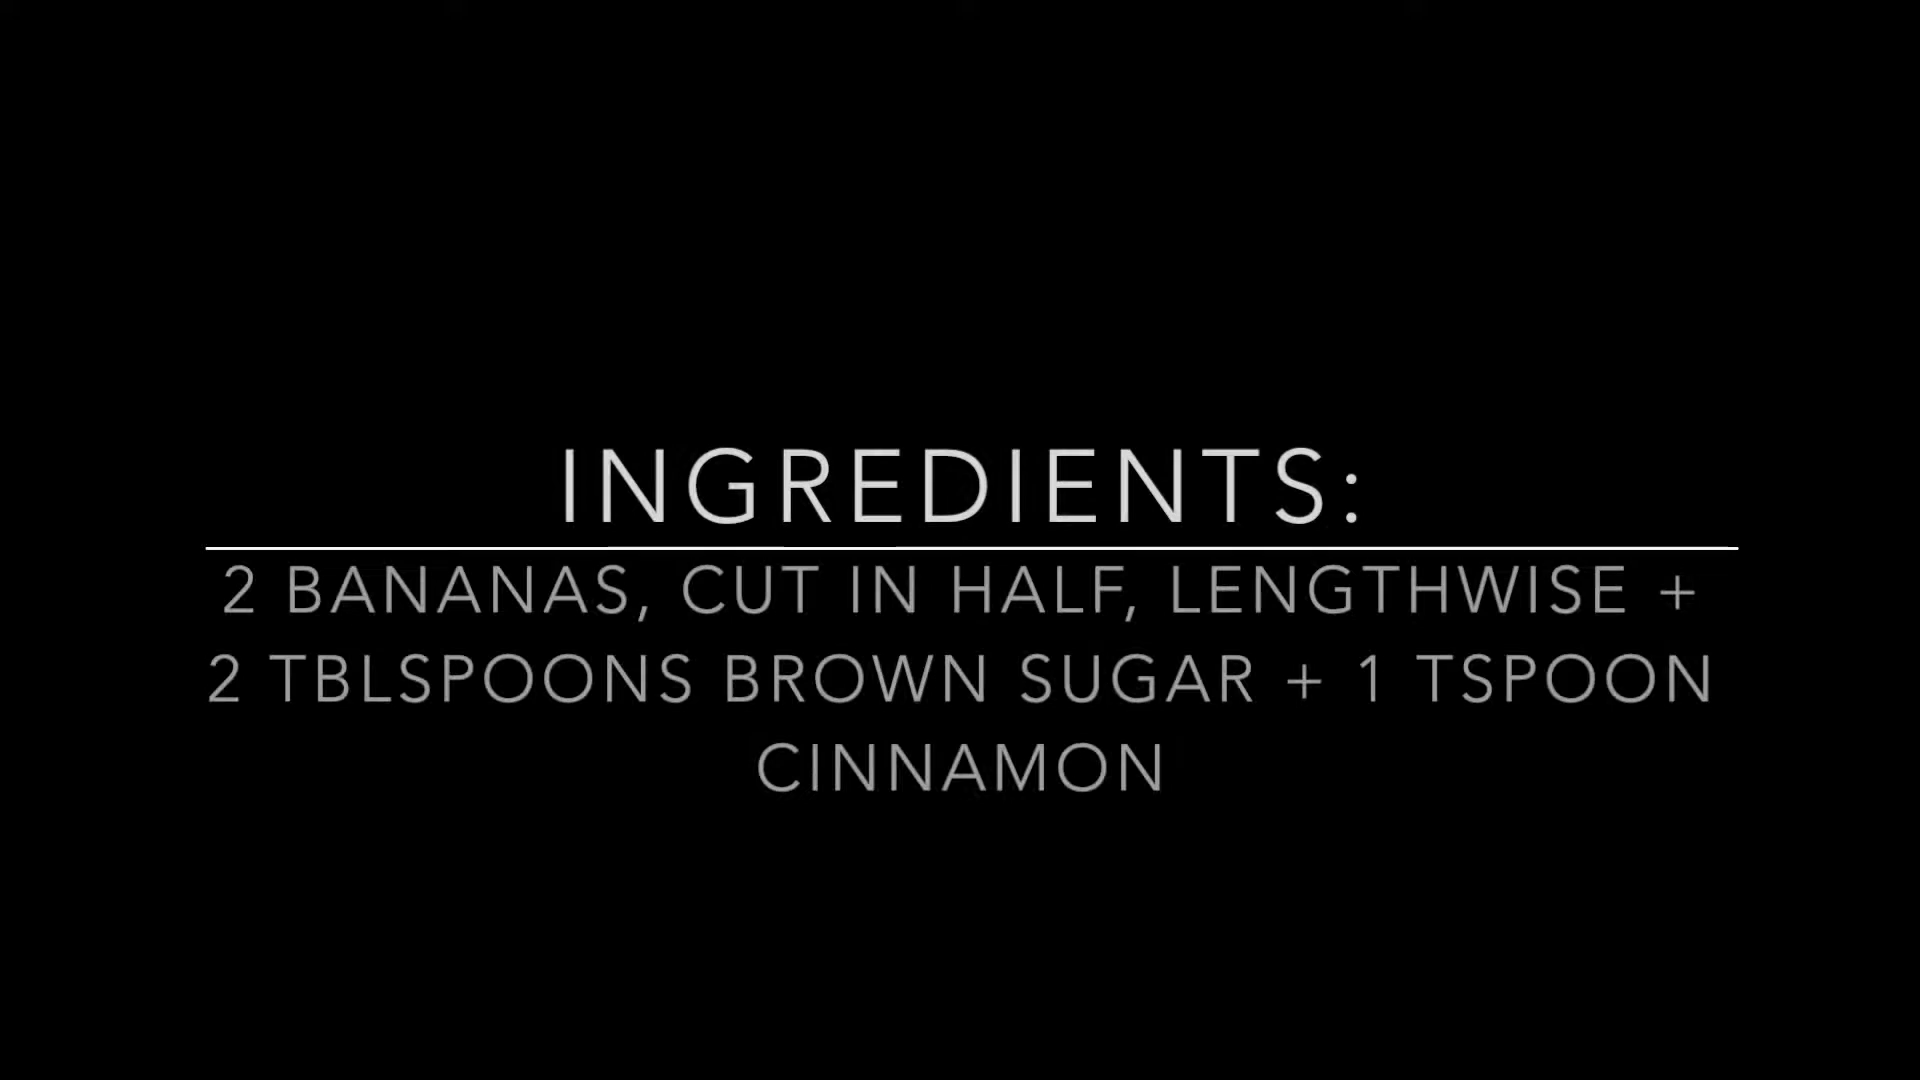 INGREDIENTS:
2 BANANAS, CUT IN HALF, LENGTHWISE +
2 TBLSPOONS BROWN SUGAR + 1 TSPOON
CINNAMON